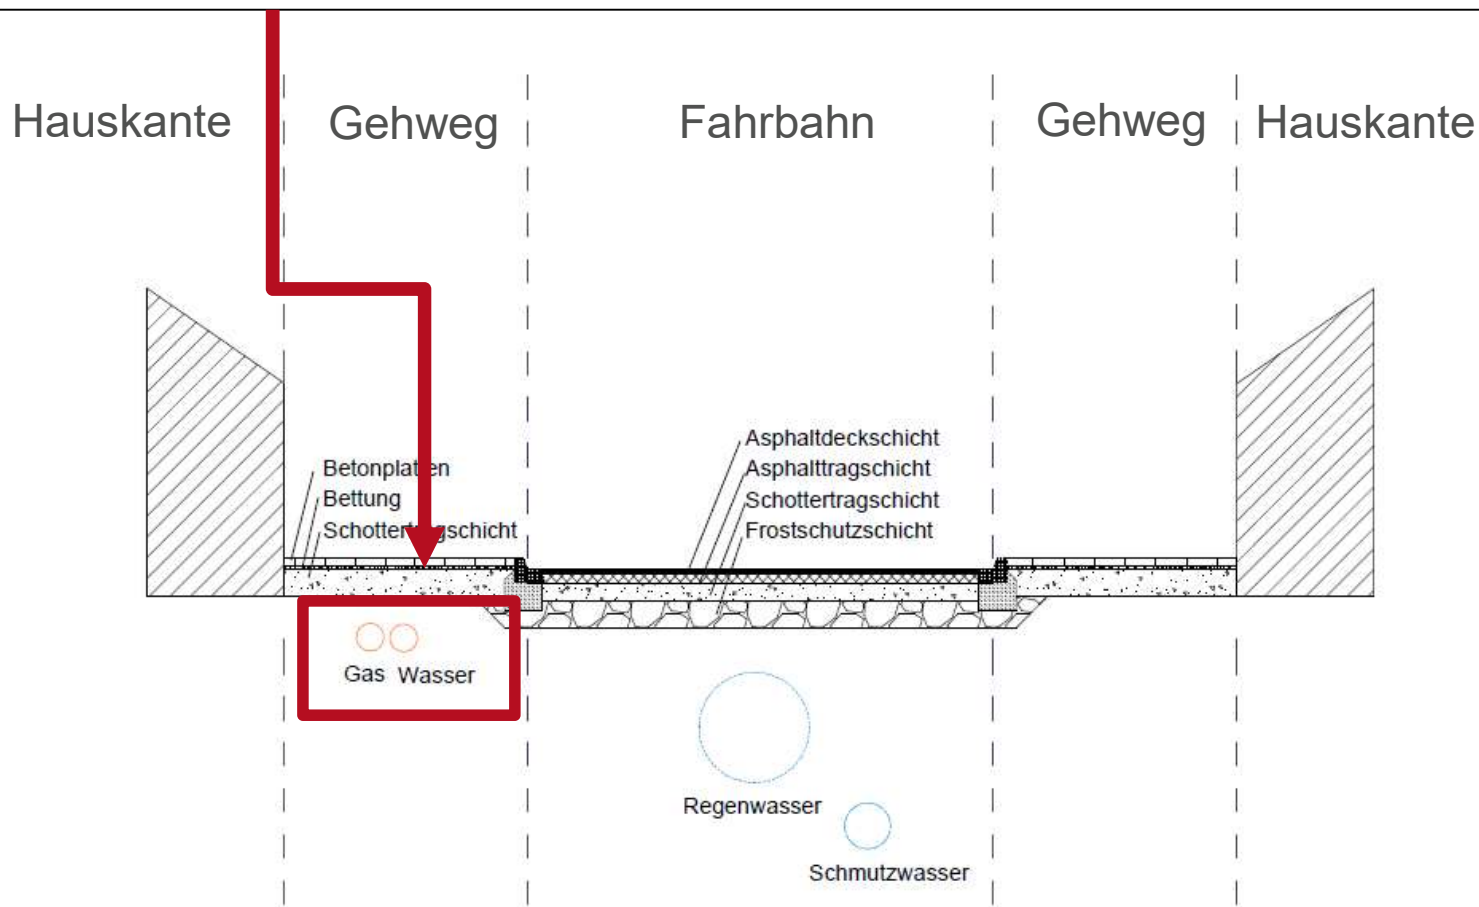 Hauskante
Gehweg
Fahrbahn
Gehweg
Hauskante
Betonplatten
Bettung
Schottertragschicht
Asphaltdeckschicht
Asphalttragschicht
Schottertragschicht
Frostschutzschicht
Gas Wasser
Regenwasser
Schmutzwasser